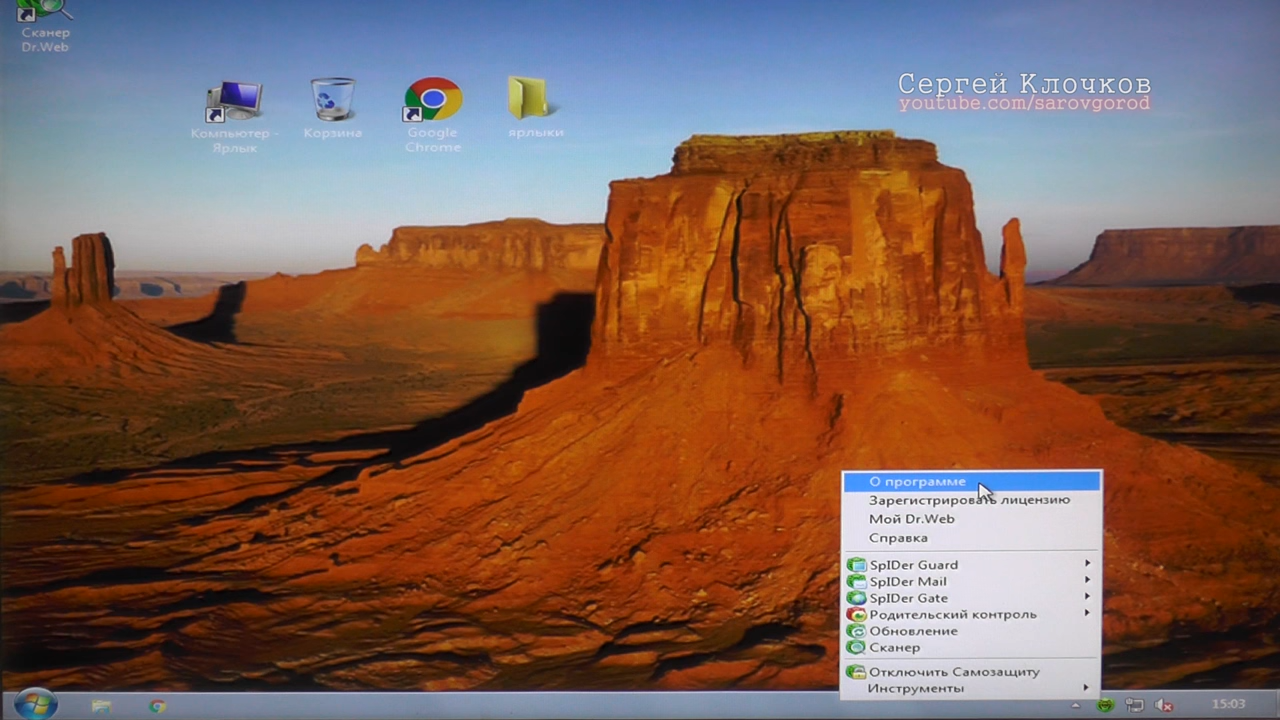 Сканер
Dr.Web
Компьютер -
Ярлык
Корзина
Google
Chrome
ярлыки
Сергей Клочков
youtube.com/sarovgorod
О программе
Зарегистрировать лицензию
Мой Dr.Web
Справка
SpIDer Guard
SpIDer Mail
SpIDer Gate
Родительский контроль
Обновление
Сканер
Отключить Самозащиту
Инструменты
15:03